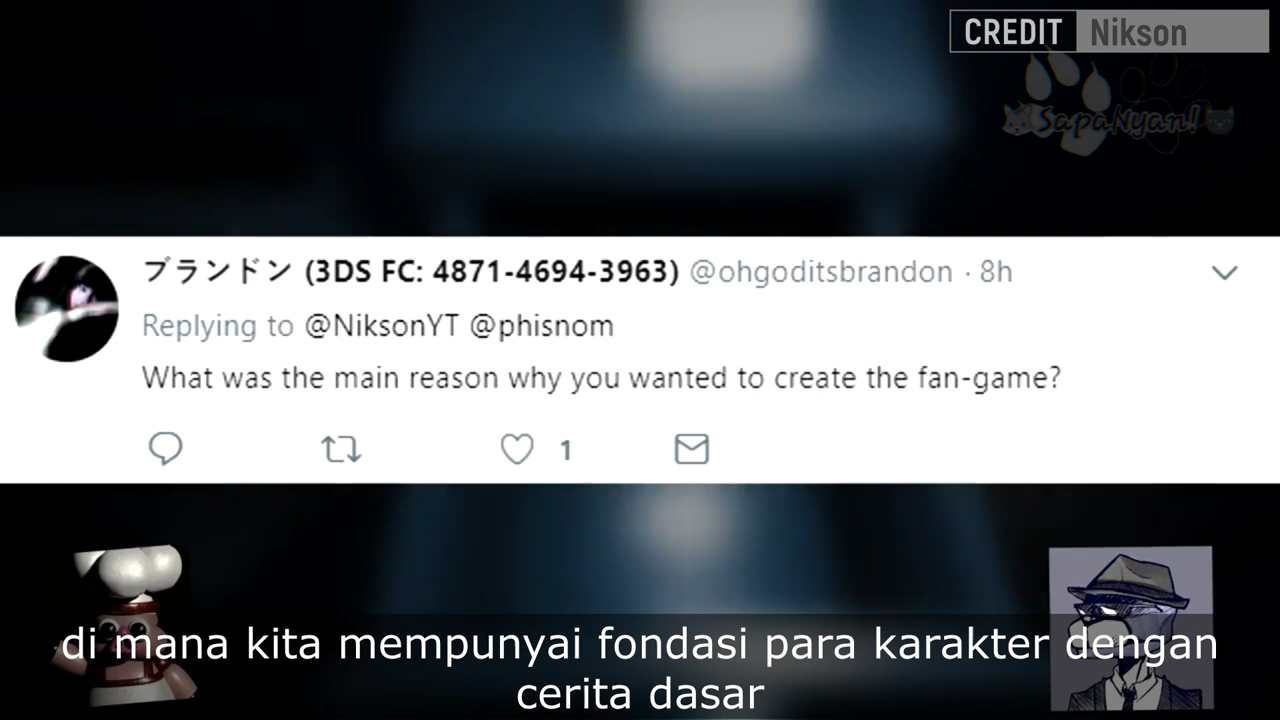 CREDIT Nikson
SapaNyan!
ブランドン (3DS FC: 4871-4694-3963) @ohgoditsbrandon · 8h
Replying to @NiksonYT @phisnom
What was the main reason why you wanted to create the fan-game?
1
di mana kita mempunyai fondasi para karakter dengan
cerita dasar